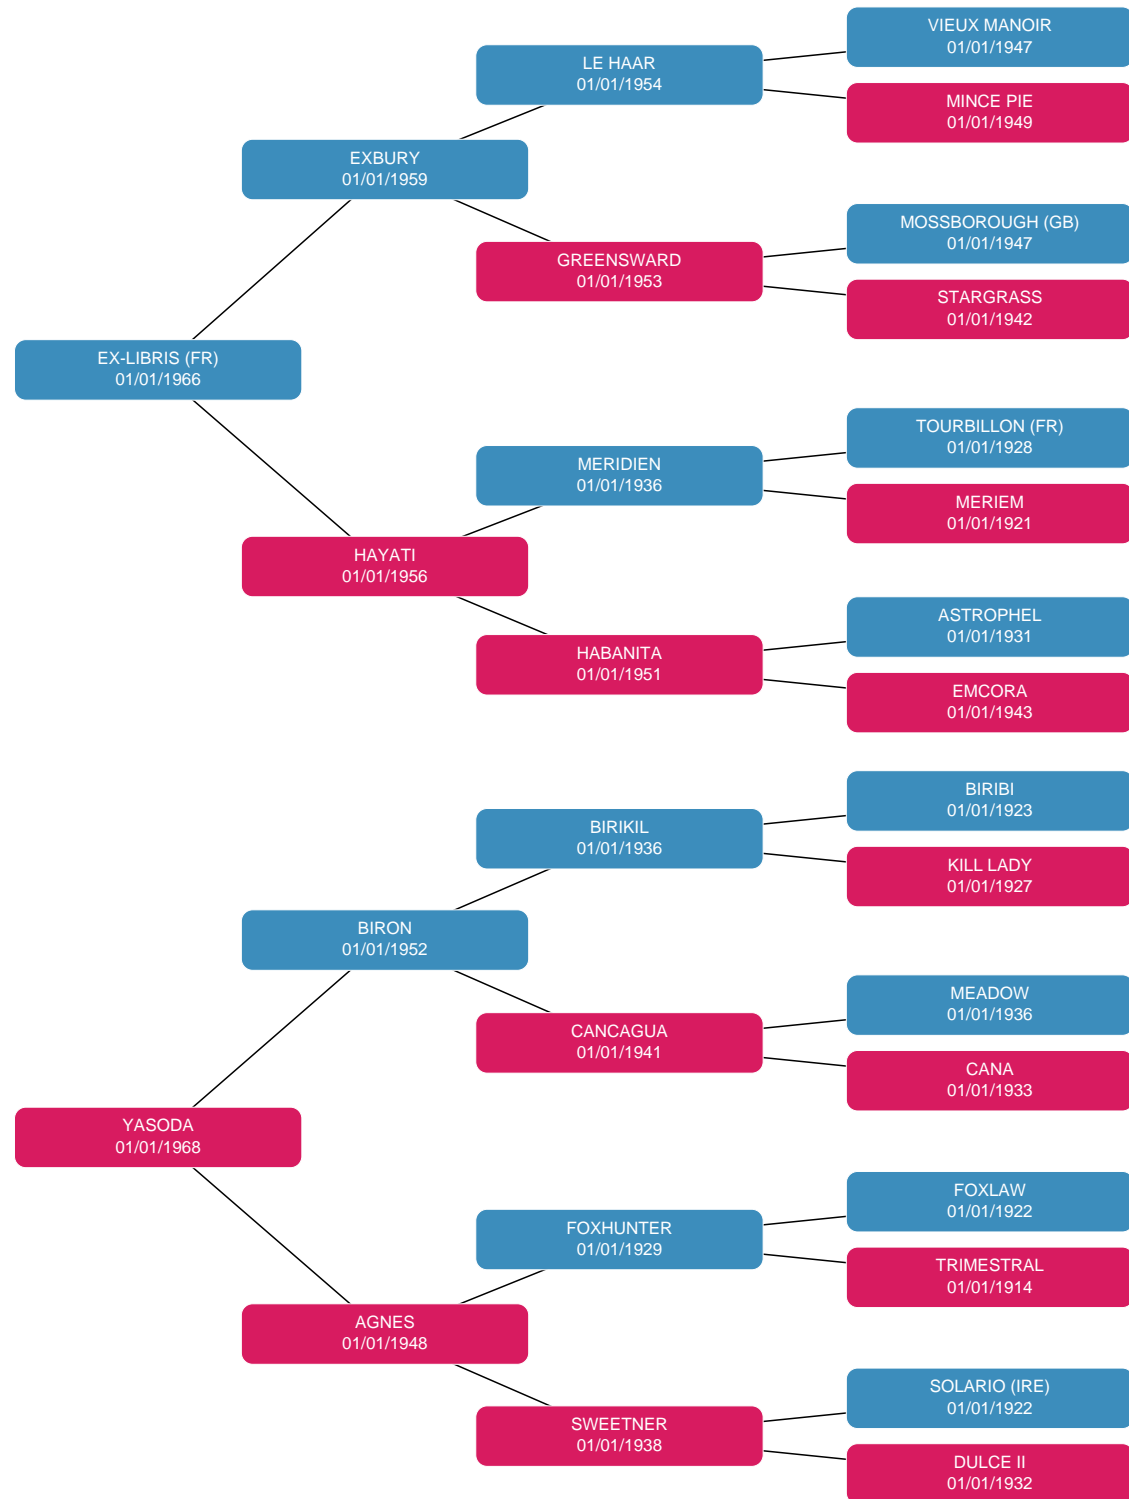 VIEUX MANOIR
01/01/1947
LE HAAR
01/01/1954
MINCE PIE
01/01/1949
EXBURY
01/01/1959
MOSSBOROUGH (GB)
01/01/1947
GREENSWARD
01/01/1953
STARGRASS
01/01/1942
EX-LIBRIS (FR)
01/01/1966
TOURBILLON (FR)
01/01/1928
MERIDIEN
01/01/1936
MERIEM
01/01/1921
HAYATI
01/01/1956
ASTROPHEL
01/01/1931
HABANITA
01/01/1951
EMCORA
01/01/1943
BIRIBI
01/01/1923
BIRIKIL
01/01/1936
KILL LADY
01/01/1927
BIRON
01/01/1952
MEADOW
01/01/1936
CANCAGUA
01/01/1941
CANA
01/01/1933
YASODA
01/01/1968
FOXLAW
01/01/1922
FOXHUNTER
01/01/1929
TRIMESTRAL
01/01/1914
AGNES
01/01/1948
SOLARIO (IRE)
01/01/1922
SWEETNER
01/01/1938
DULCE II
01/01/1932